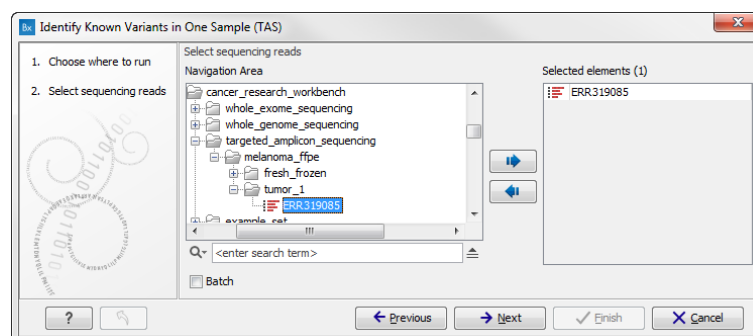 Bx Identify Known Variants in One Sample (TAS)
1. Choose where to run
2. Select sequencing reads
Select sequencing reads
Navigation Area
cancer_research_workbench
whole_exome_sequencing
whole_genome_sequencing
targeted_amplicon_sequencing
melanoma_ffpe
fresh_frozen
tumor_1
ERR319085
example_set
<enter search term>
Batch
Selected elements (1)
ERR319085
? Previous Next Finish Cancel